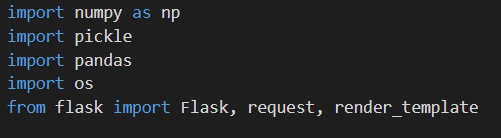 import numpy as np
import pickle
import pandas
import os
from flask import Flask, request, render_template